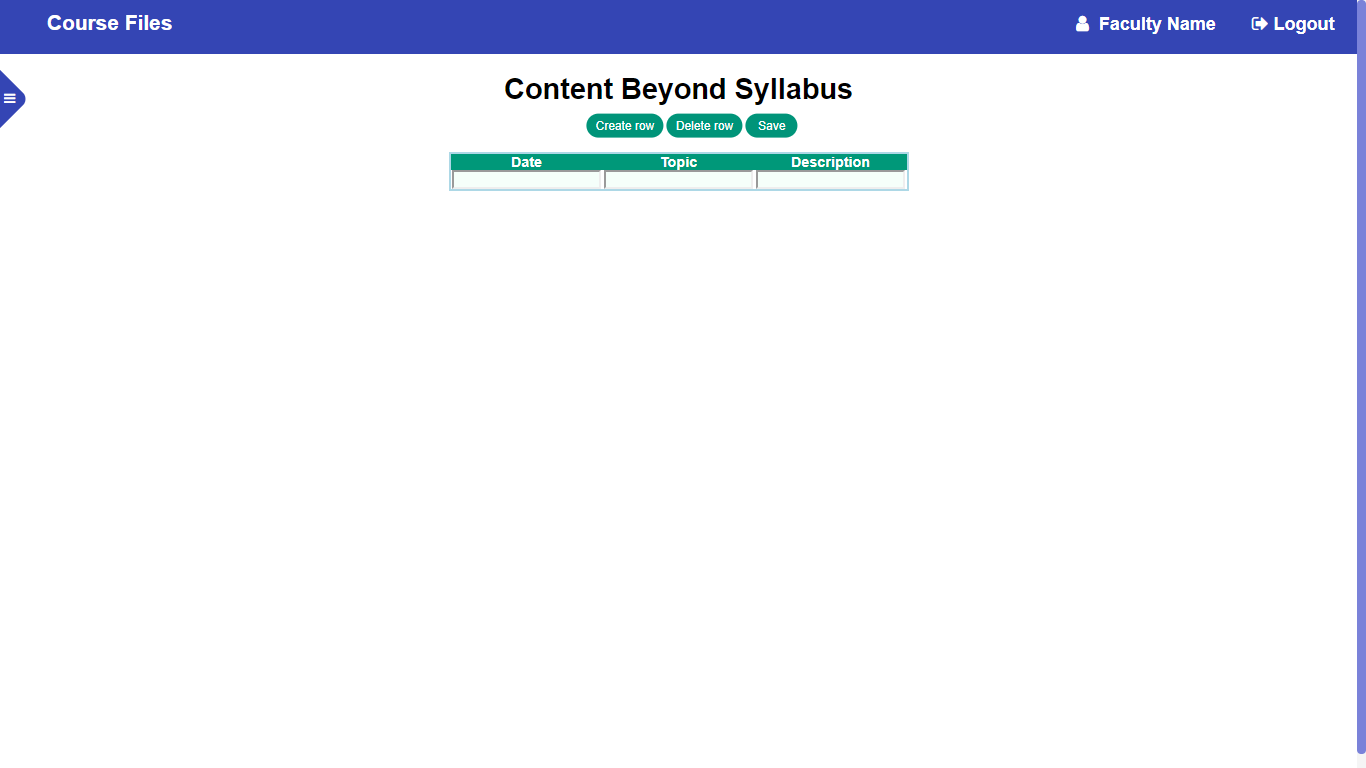 Course Files Faculty Name Logout
Content Beyond Syllabus
Create row Delete row Save
Date Topic Description